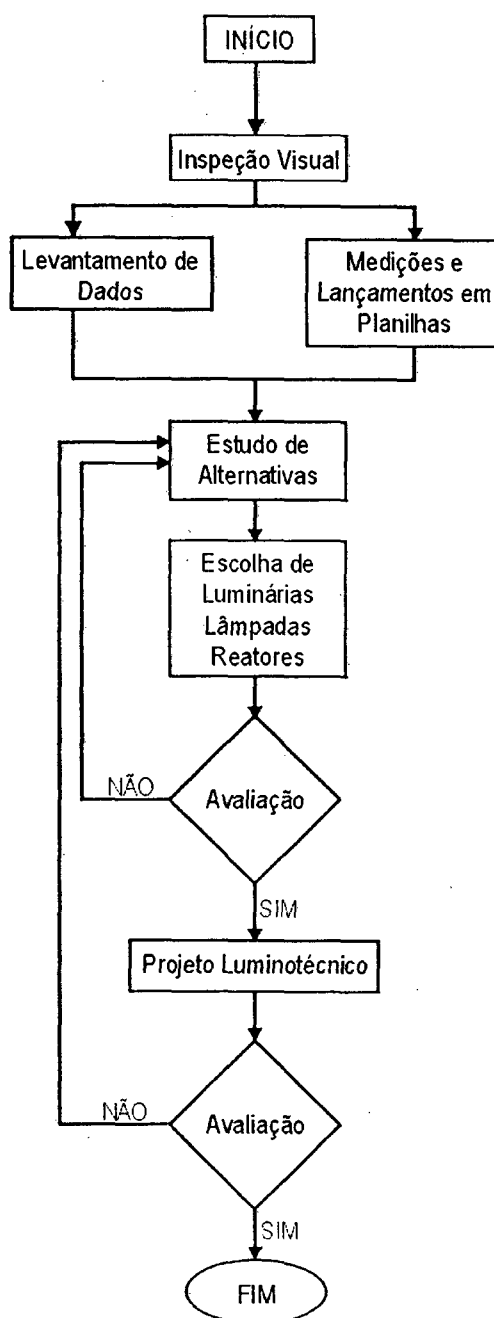 INÍCIO
Inspeção Visual
Levantamento de
Dados
Medições e
Lançamentos em
Planilhas
Estudo de
Alternativas
Escolha de
Luminárias
Lâmpadas
Reatores
Avaliação
NÃO
SIM
Projeto Luminotécnico
Avaliação
NÃO
SIM
FIM